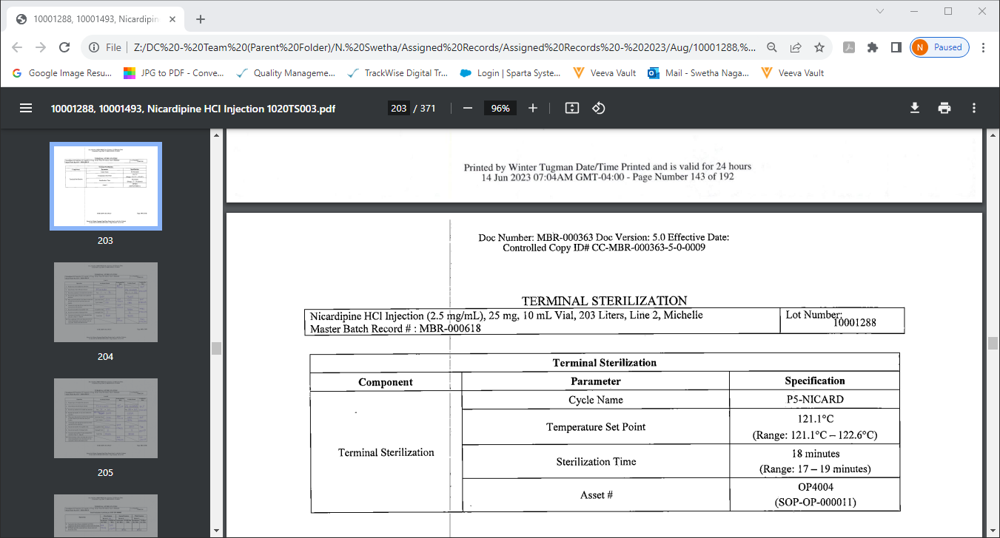 10001288, 10001493, Nicardipin
File
Z:/DC%20-%20Team%20(Parent%20Folder)/N.%20Swetha/Assigned%20Records/Assigned%20Records%20-%202023/Aug/10001288,%...
N
Paused
Google Image Resu...
JPG to PDF - Conve...
Quality Manageme...
TrackWise Digital Tr...
Login | Sparta Syste...
Veeva Vault
Mail - Swetha Naga...
Veeva Vault
10001288, 10001493, Nicardipine HCl Injection 1020TS003.pdf
203 / 371
96%
203
204
205
Printed by Winter Tugman Date/Time Printed and is valid for 24 hours
14 Jun 2023 07:04AM GMT-04:00 - Page Number 143 of 192
Doc Number: MBR-000363 Doc Version: 5.0 Effective Date:
Controlled Copy ID# CC-MBR-000363-5-0-0009
TERMINAL STERILIZATION
Nicardipine HCl Injection (2.5 mg/mL), 25 mg, 10 mL Vial, 203 Liters, Line 2, Michelle
Master Batch Record # : MBR-000618
Lot Number:
10001288
Terminal Sterilization
Component Parameter Specification
Terminal Sterilization
Cycle Name P5-NICARD
Temperature Set Point 121.1°C
(Range: 121.1°C – 122.6°C)
Sterilization Time 18 minutes
(Range: 17 – 19 minutes)
Asset # OP4004
(SOP-OP-000011)